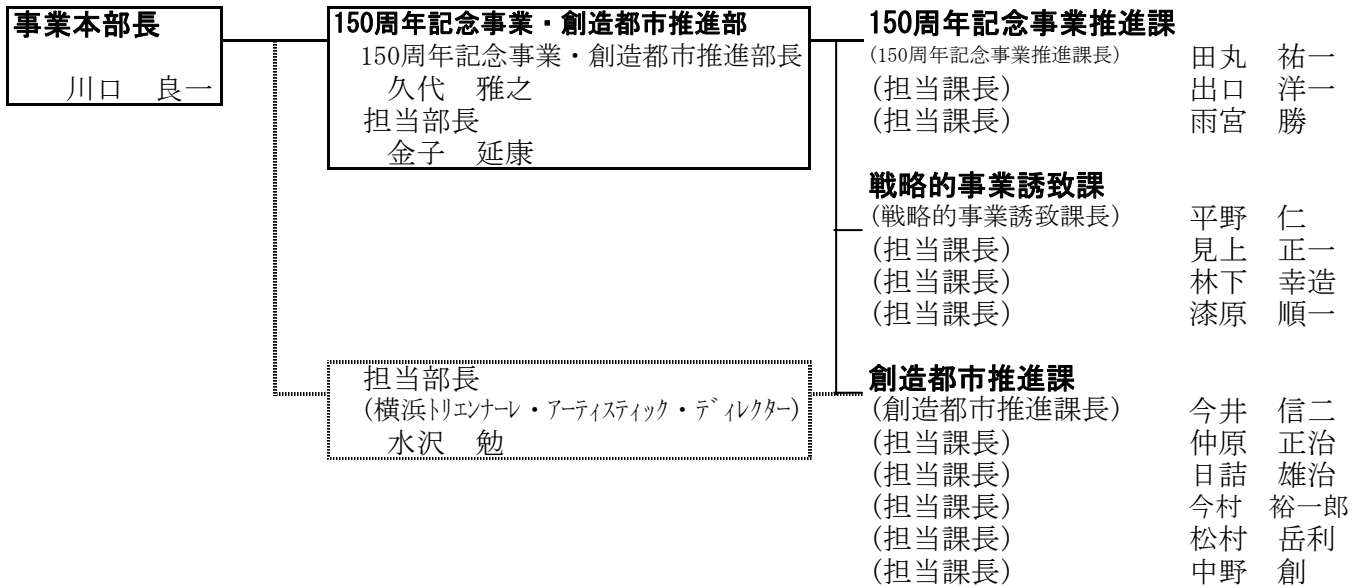 事業本部長
川口　良一
150周年記念事業・創造都市推進部
150周年記念事業・創造都市推進部長
久代　雅之
担当部長
金子　延康
担当部長
(横浜ﾄﾘｴﾝﾅｰﾚ・ｱｰﾃｨｽﾃｨｯｸ・ﾃﾞｨﾚｸﾀｰ)
水沢　勉
150周年記念事業推進課
(150周年記念事業推進課長)　田丸　祐一
(担当課長)　出口　洋一
(担当課長)　雨宮　勝
戦略的事業誘致課
(戦略的事業誘致課長)　平野　仁
(担当課長)　見上　正一
(担当課長)　林下　幸造
(担当課長)　漆原　順一
創造都市推進課
(創造都市推進課長)　今井　信二
(担当課長)　仲原　正治
(担当課長)　日詰　雄治
(担当課長)　今村　裕一郎
(担当課長)　松村　岳利
(担当課長)　中野　創